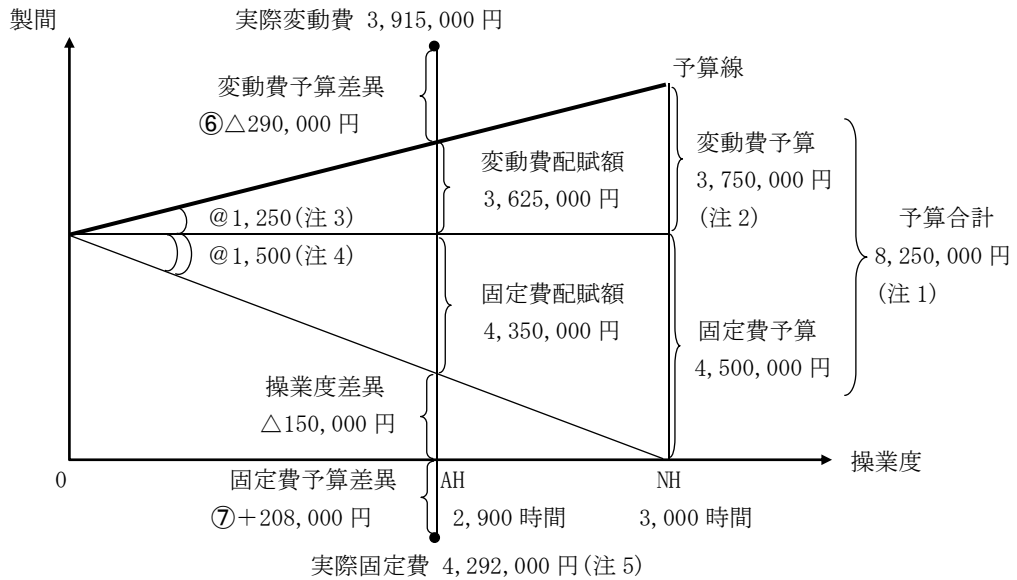 製間
実際変動費 3,915,000 円
予算線
変動費予算差異
⑥△290,000 円
変動費配賦額
3,625,000 円
変動費予算
3,750,000 円
(注 2)
予算合計
8,250,000 円
(注 1)
＠1,250(注 3)
＠1,500(注 4)
固定費配賦額
4,350,000 円
固定費予算
4,500,000 円
操業度差異
△150,000 円
操業度
0
固定費予算差異
AH
NH
⑦＋208,000 円
2,900 時間
3,000 時間
実際固定費 4,292,000 円(注 5)